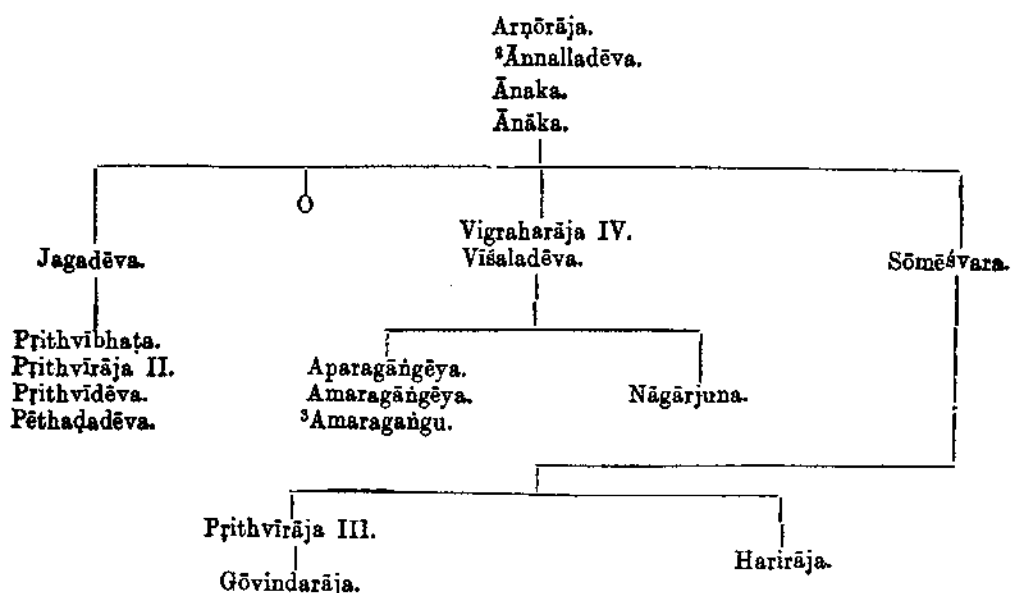 Arṇōrāja.
²Ānnalladēva.
Ānaka.
Ānāka.
Jagadēva.
Vigraharāja IV.
Vīśaladēva.
Sōmēśvara.
Pṛithvībhaṭa.
Pṛithvīrāja II.
Pṛithvīdēva.
Pēthaḍadēva.
Aparagāṅgēya.
Amaragāṅgēya.
³Amaragaṅgu.
Nāgārjuna.
Pṛithvīrāja III.
Gōvindarāja.
Harirāja.